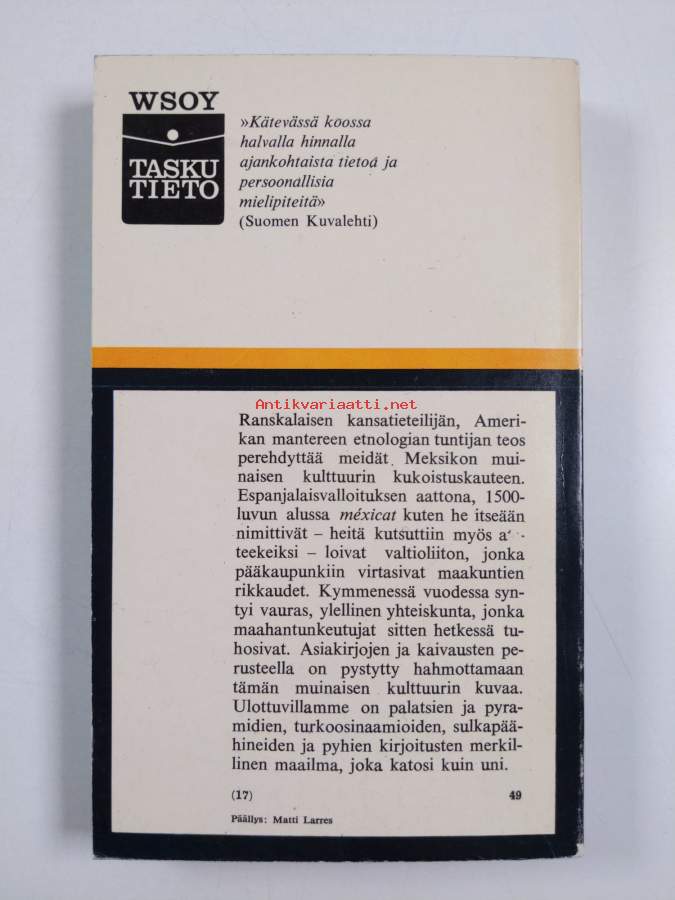 WSOY
TASKU
TIETO
»Kätevässä koossa
halvalla hinnalla
ajankohtaista tietoa ja
persoonallisia
mielipiteitä»
(Suomen Kuvalehti)
Antikvariaatti.net
Ranskalaisen kansatieteilijän, Ameri-
kan mantereen etnologian tuntijan teos
perehdyttää meidät Meksikon mui-
naisen kulttuurin kukoistuskauteen.
Espanjalaisvalloituksen aattona, 1500-
luvun alussa méxicat kuten he itseään
nimittivät – heitä kutsuttiin myös
teekeiksi – loivat valtioliiton, jonka
pääkaupunkiin virtasivat maakuntien
rikkaudet. Kymmenessä vuodessa syn-
tyi vauras, ylellinen yhteiskunta, jonka
maahantunkeutujat sitten hetkessä tu-
hosivat. Asiakirjojen ja kaivausten pe-
rusteella on pystytty hahmottamaan
tämän muinaisen kulttuurin kuvaa.
Ulottuvillamme on palatsien ja pyra-
midien, turkoosinaamioiden, sulkapää-
hineiden ja pyhien kirjoitusten merkil-
linen maailma, joka katosi kuin uni.
(17) 49
Päällys: Matti Larres